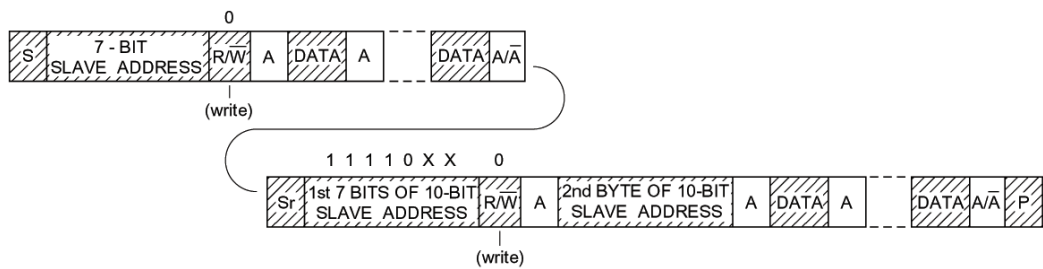 0
S 7 - BIT SLAVE ADDRESS R/W̅ A DATA A DATA A/A̅
(write)
1 1 1 1 0 X X 0
Sr 1st 7 BITS OF 10-BIT SLAVE ADDRESS R/W̅ A 2nd BYTE OF 10-BIT SLAVE ADDRESS A DATA A DATA A/A̅ P
(write)